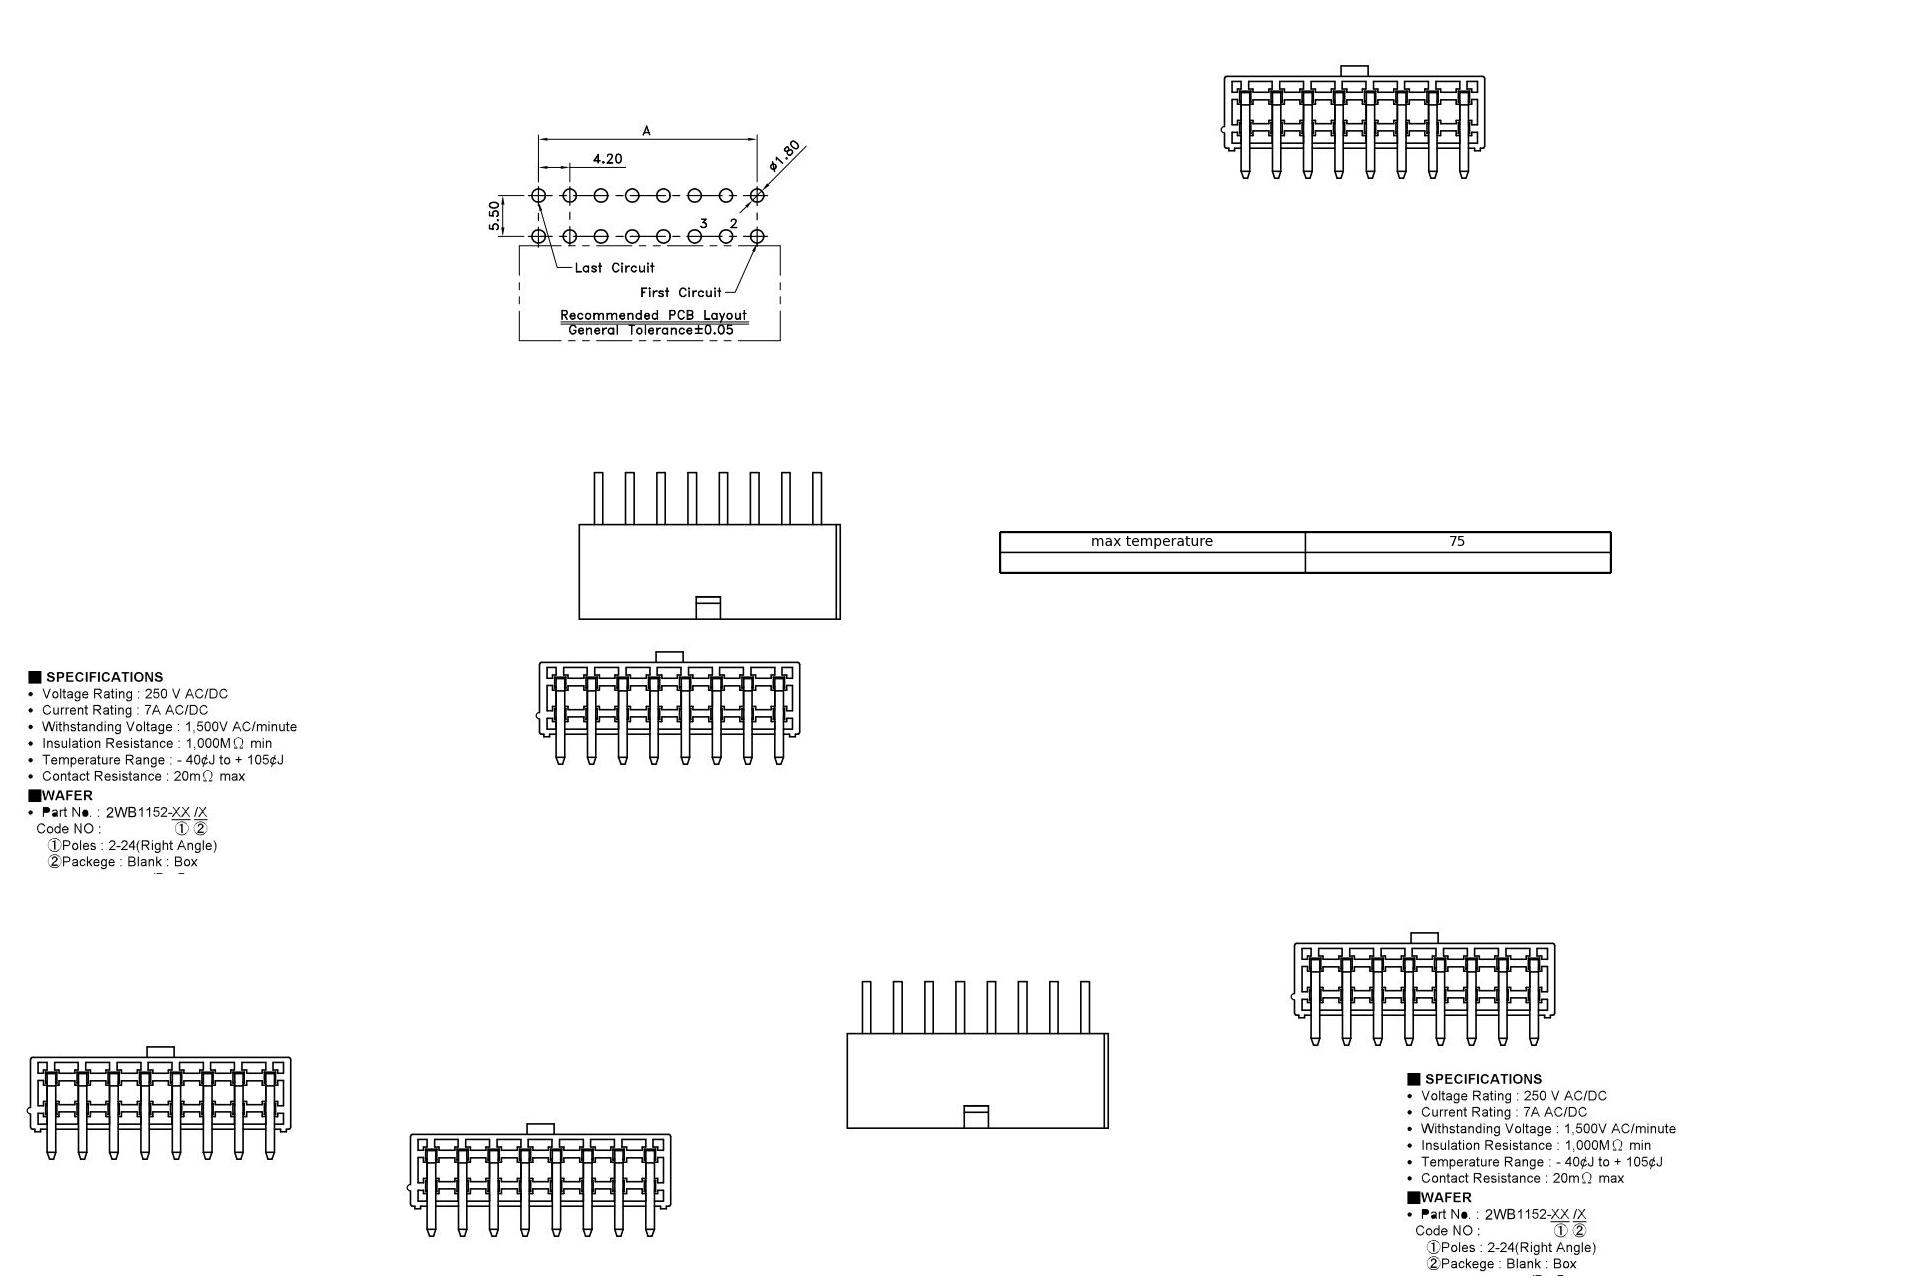 A
4.20
ø1.80
5.50
3 2
Last Circuit
First Circuit
Recommended PCB Layout
General Tolerance±0.05
max temperature 75
■ SPECIFICATIONS
• Voltage Rating : 250 V AC/DC
• Current Rating : 7A AC/DC
• Withstanding Voltage : 1,500V AC/minute
• Insulation Resistance : 1,000MΩ min
• Temperature Range : - 40¢J to + 105¢J
• Contact Resistance : 20mΩ max
■WAFER
• Part No. : 2WB1152-XX /X
Code NO : ① ②
①Poles : 2-24(Right Angle)
②Packege : Blank : Box
■ SPECIFICATIONS
• Voltage Rating : 250 V AC/DC
• Current Rating : 7A AC/DC
• Withstanding Voltage : 1,500V AC/minute
• Insulation Resistance : 1,000MΩ min
• Temperature Range : - 40¢J to + 105¢J
• Contact Resistance : 20mΩ max
■WAFER
• Part No. : 2WB1152-XX /X
Code NO : ① ②
①Poles : 2-24(Right Angle)
②Packege : Blank : Box